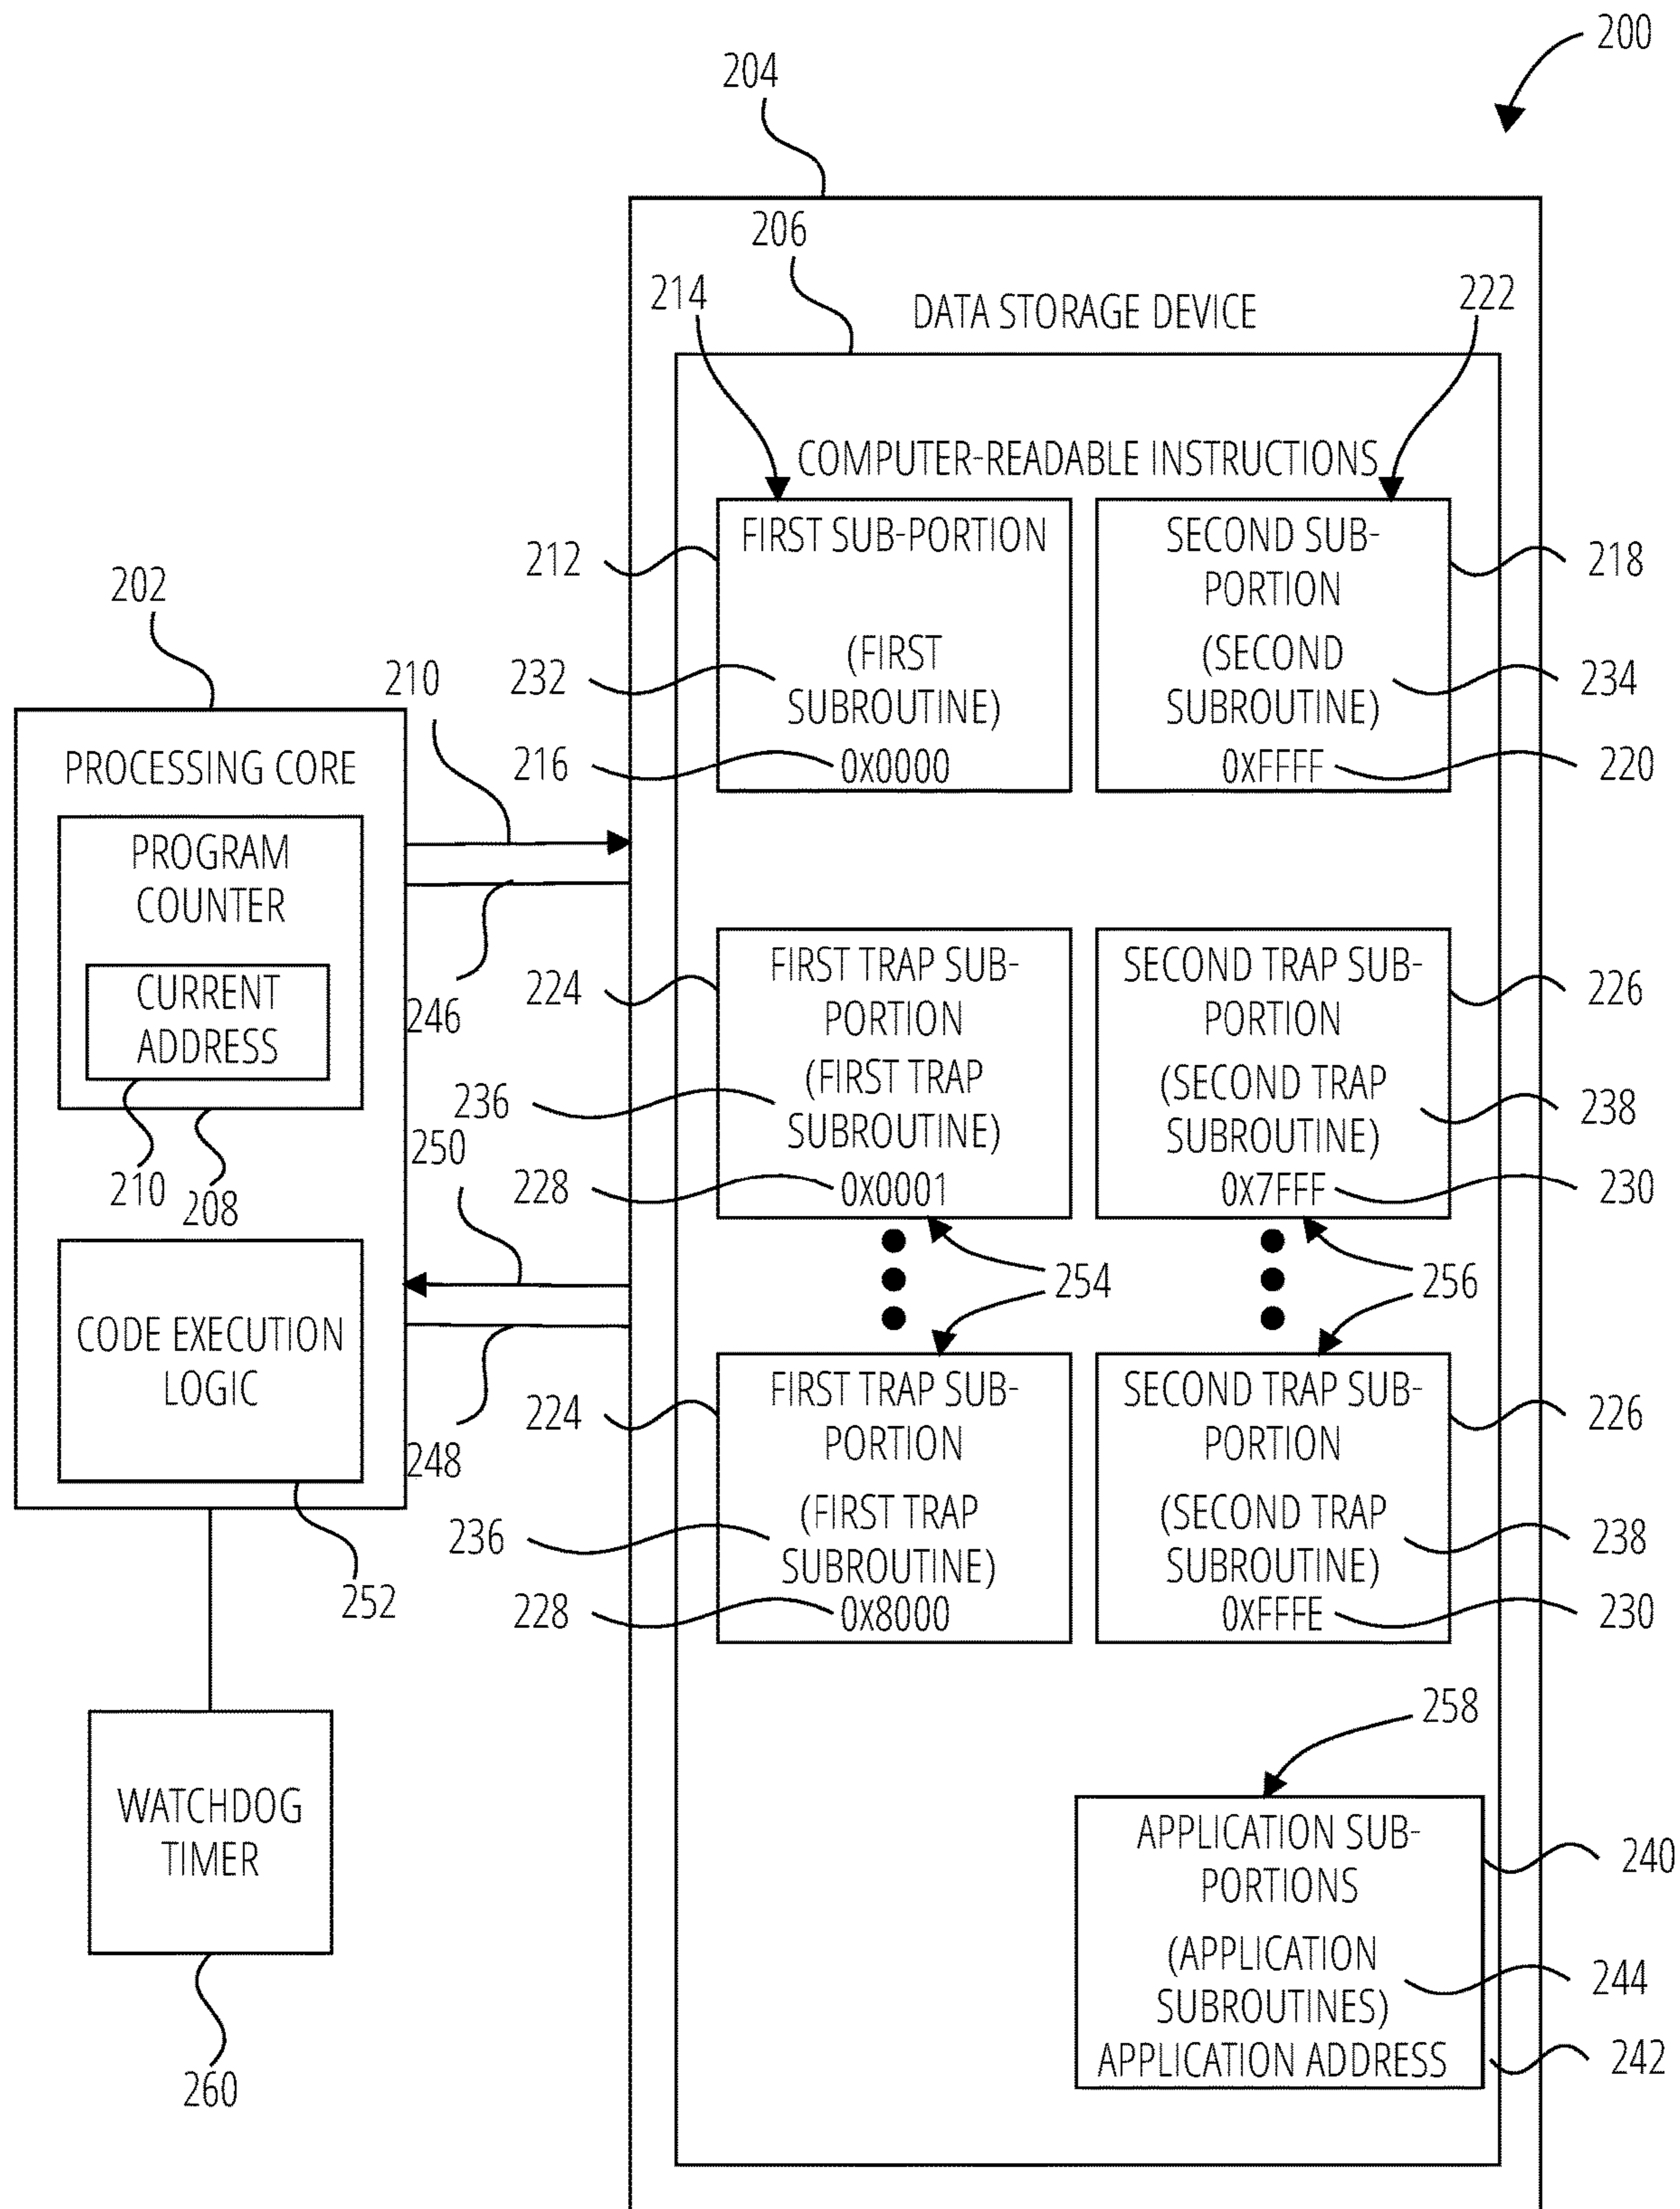 200
204
206
214
DATA STORAGE DEVICE
222
COMPUTER-READABLE INSTRUCTIONS
212
FIRST SUB-PORTION
(FIRST
SUBROUTINE)
0X0000
232
216
SECOND SUB-
PORTION
(SECOND
SUBROUTINE)
0XFFFF
218
234
220
202
PROCESSING CORE
PROGRAM
COUNTER
CURRENT
ADDRESS
210
208
CODE EXECUTION
LOGIC
252
210
246
250
248
WATCHDOG
TIMER
260
224
FIRST TRAP SUB-
PORTION
(FIRST TRAP
SUBROUTINE)
0X0001
236
228
SECOND TRAP SUB-
PORTION
(SECOND TRAP
SUBROUTINE)
0X7FFF
226
238
230
254
256
224
FIRST TRAP SUB-
PORTION
(FIRST TRAP
SUBROUTINE)
0X8000
236
228
SECOND TRAP SUB-
PORTION
(SECOND TRAP
SUBROUTINE)
0XFFFE
226
238
230
258
APPLICATION SUB-
PORTIONS
(APPLICATION
SUBROUTINES)
APPLICATION ADDRESS
240
244
242